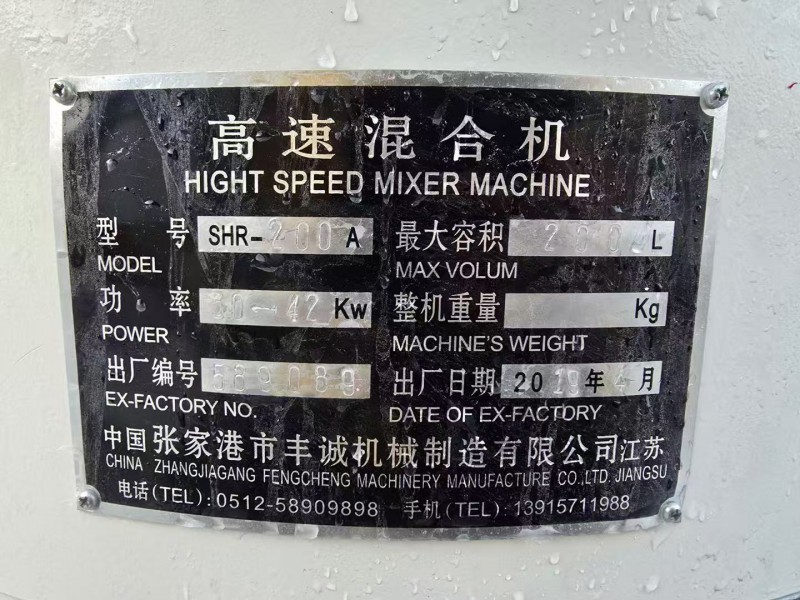 高速混合机
HIGHT SPEED MIXER MACHINE
型号 SHR-200A 最大容积 200 L
MODEL MAX VOLUM
功率 30-42 Kw 整机重量 Kg
POWER MACHINE'S WEIGHT
出厂编号 589089 出厂日期 2019年4月
EX-FACTORY NO. DATE OF EX-FACTORY
中国张家港市丰诚机械制造有限公司江苏
CHINA ZHANGJIAGANG FENGCHENG MACHINERY MANUFACTURE CO.,LTD. JIANGSU
电话(TEL):0512-58909898 手机(TEL):13915711988